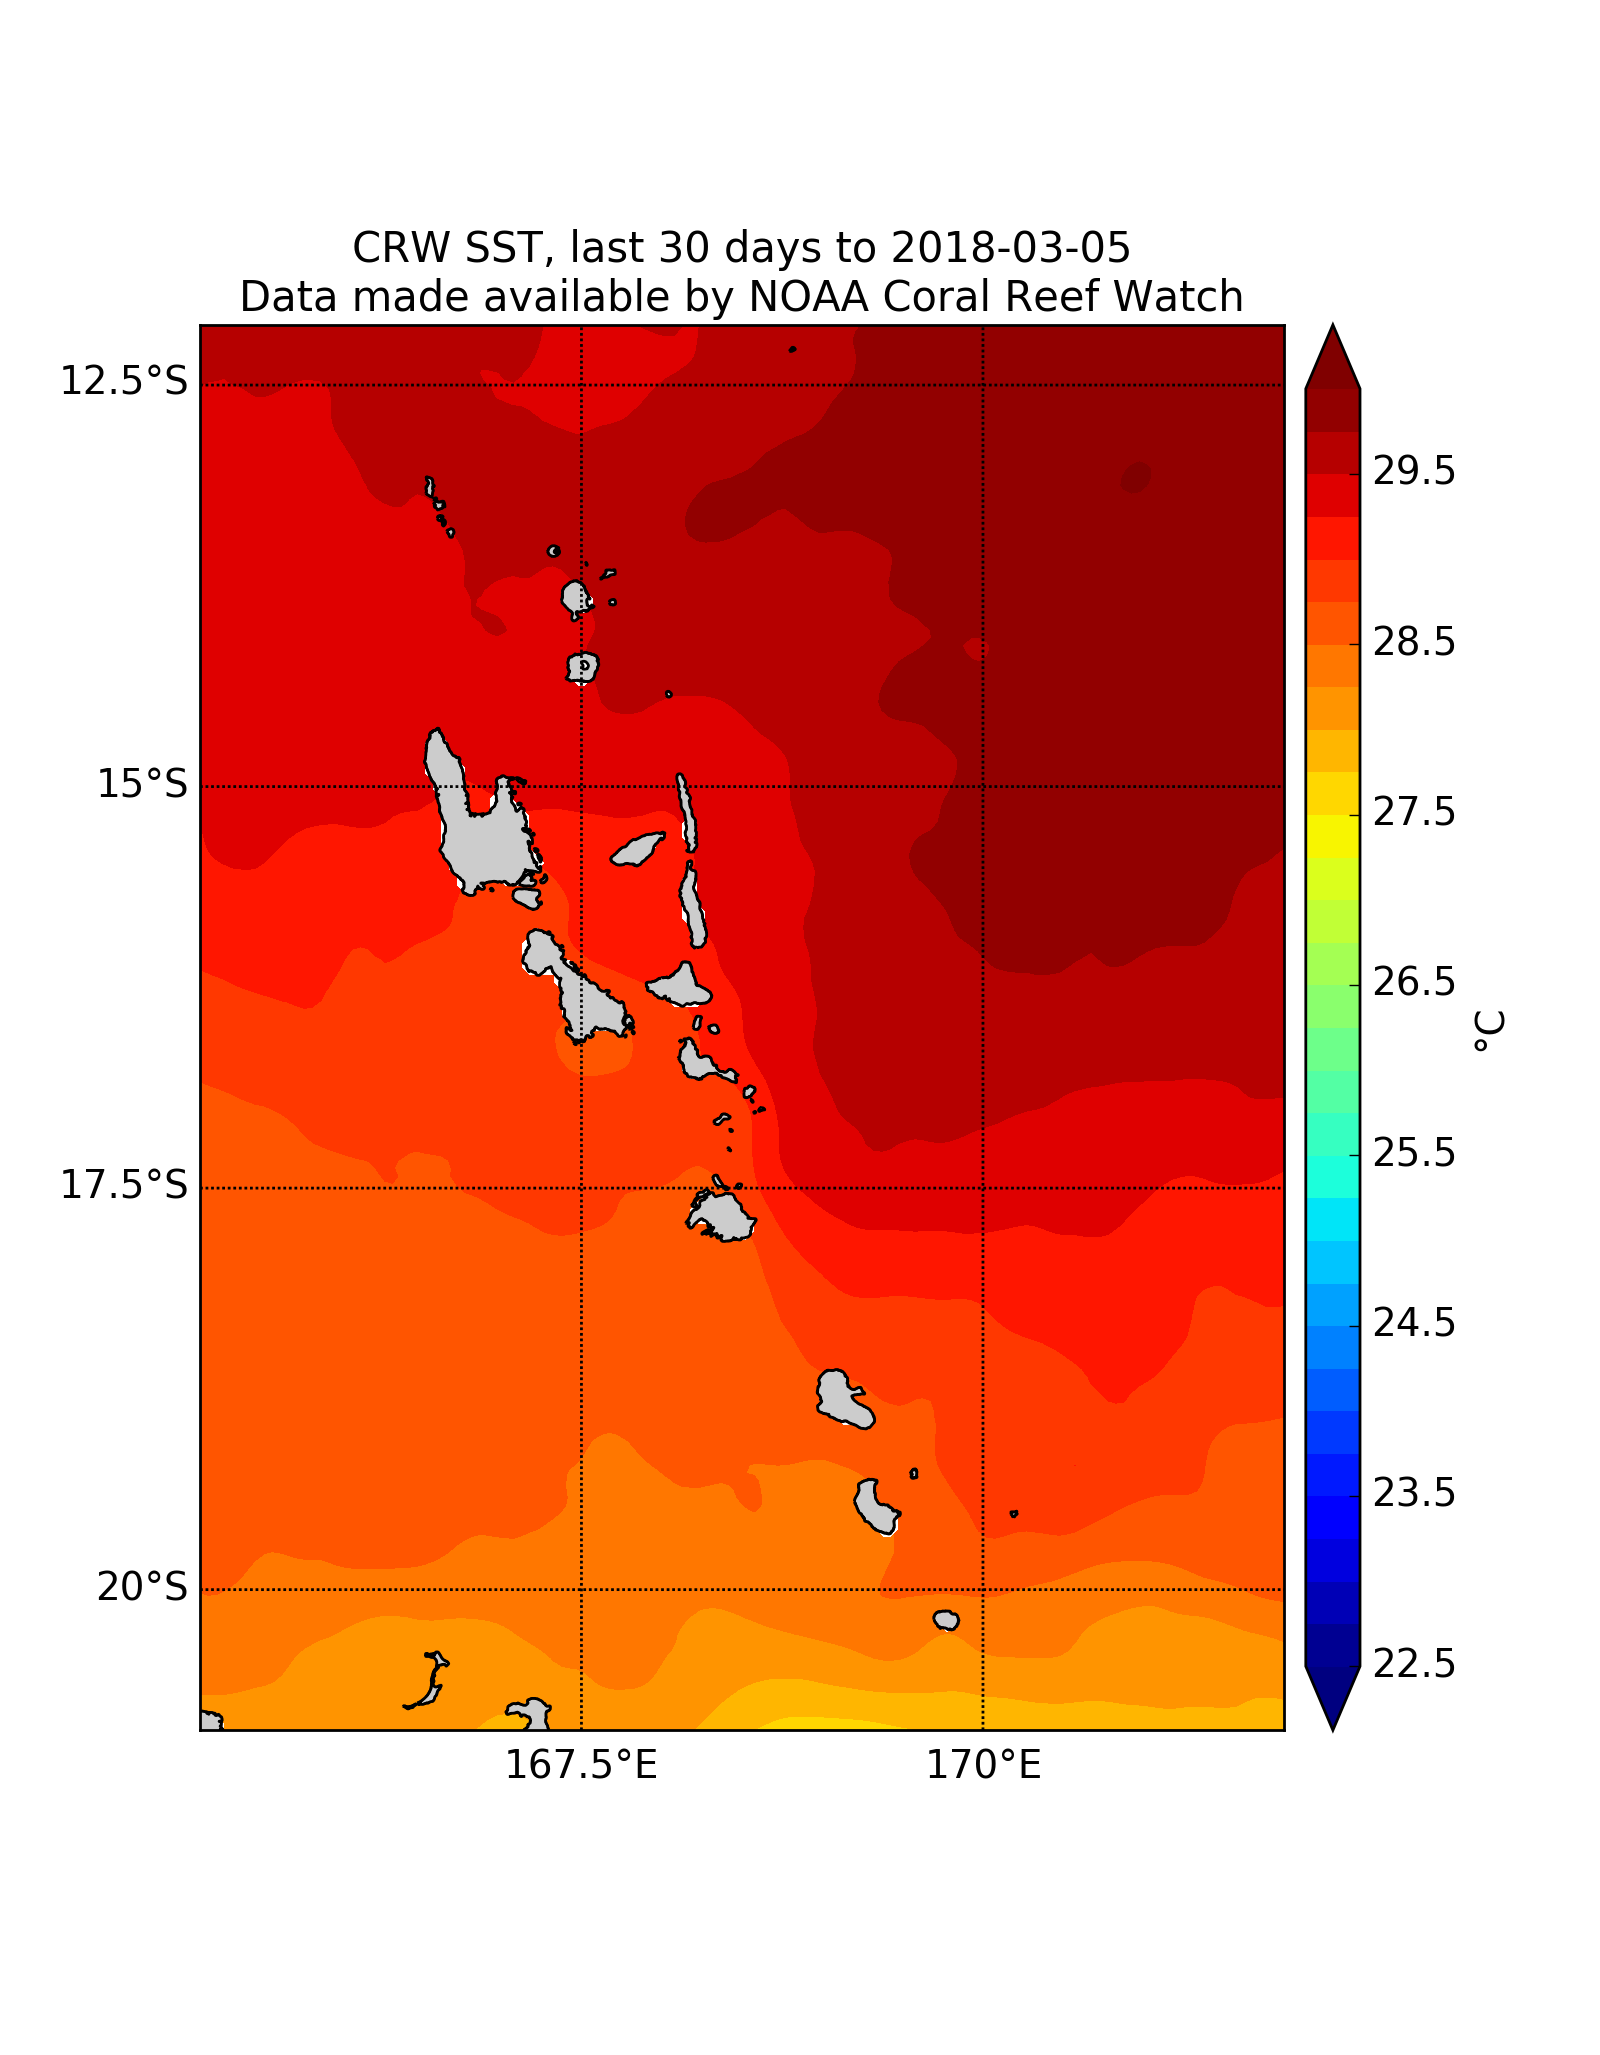 CRW SST, last 30 days to 2018-03-05
Data made available by NOAA Coral Reef Watch
12.5°S
15°S
17.5°S
20°S
167.5°E
170°E
29.5
28.5
27.5
26.5
25.5
24.5
23.5
22.5
°C